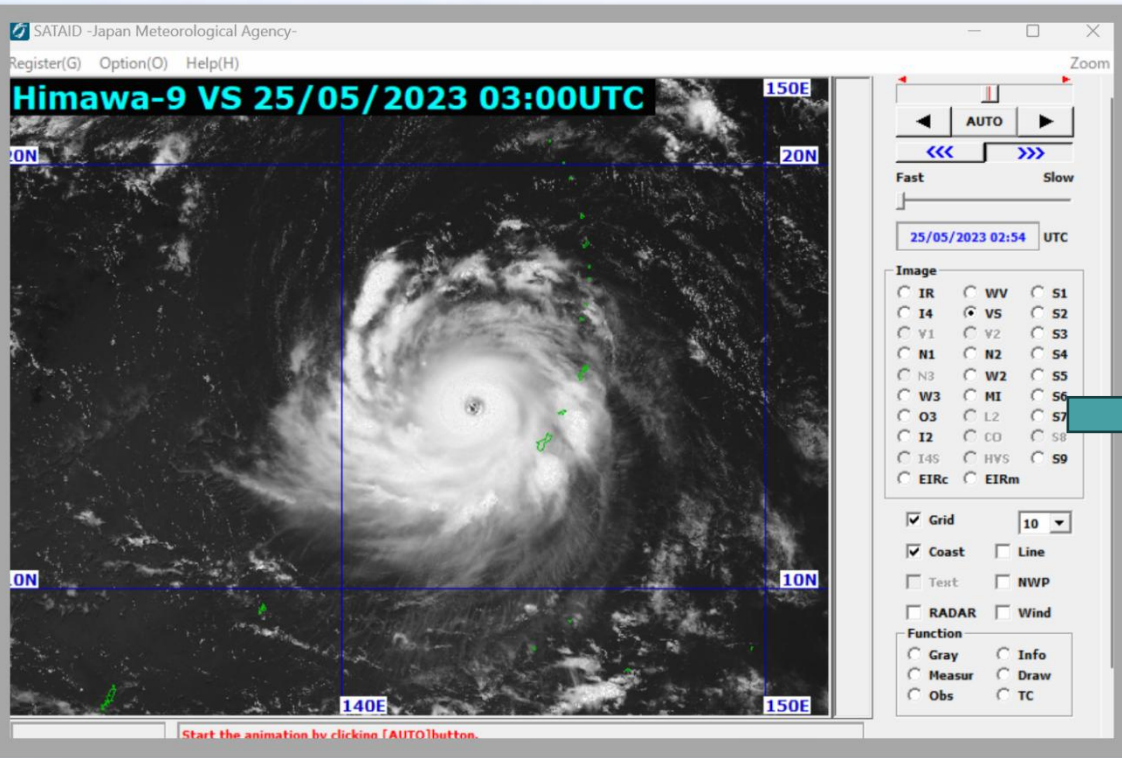 SATAID -Japan Meteorological Agency-
Register(G) Option(O) Help(H) Zoom
Himawa-9 VS 25/05/2023 03:00UTC
150E
20N
20N
10N
140E
150E
AUTO
<<< >>>
Fast Slow
25/05/2023 02:54 UTC
Image
IR WV S1
I4 VS S2
V1 V2 S3
N1 N2 S4
N3 W2 S5
W3 MI S6
O3 L2 S7
I2 CO S8
I4S HVS S9
EIRc EIRm
Grid 10
Coast Line
Text NWP
RADAR Wind
Function
Gray Info
Measur Draw
Obs TC
Start the animation by clicking [AUTO]button.